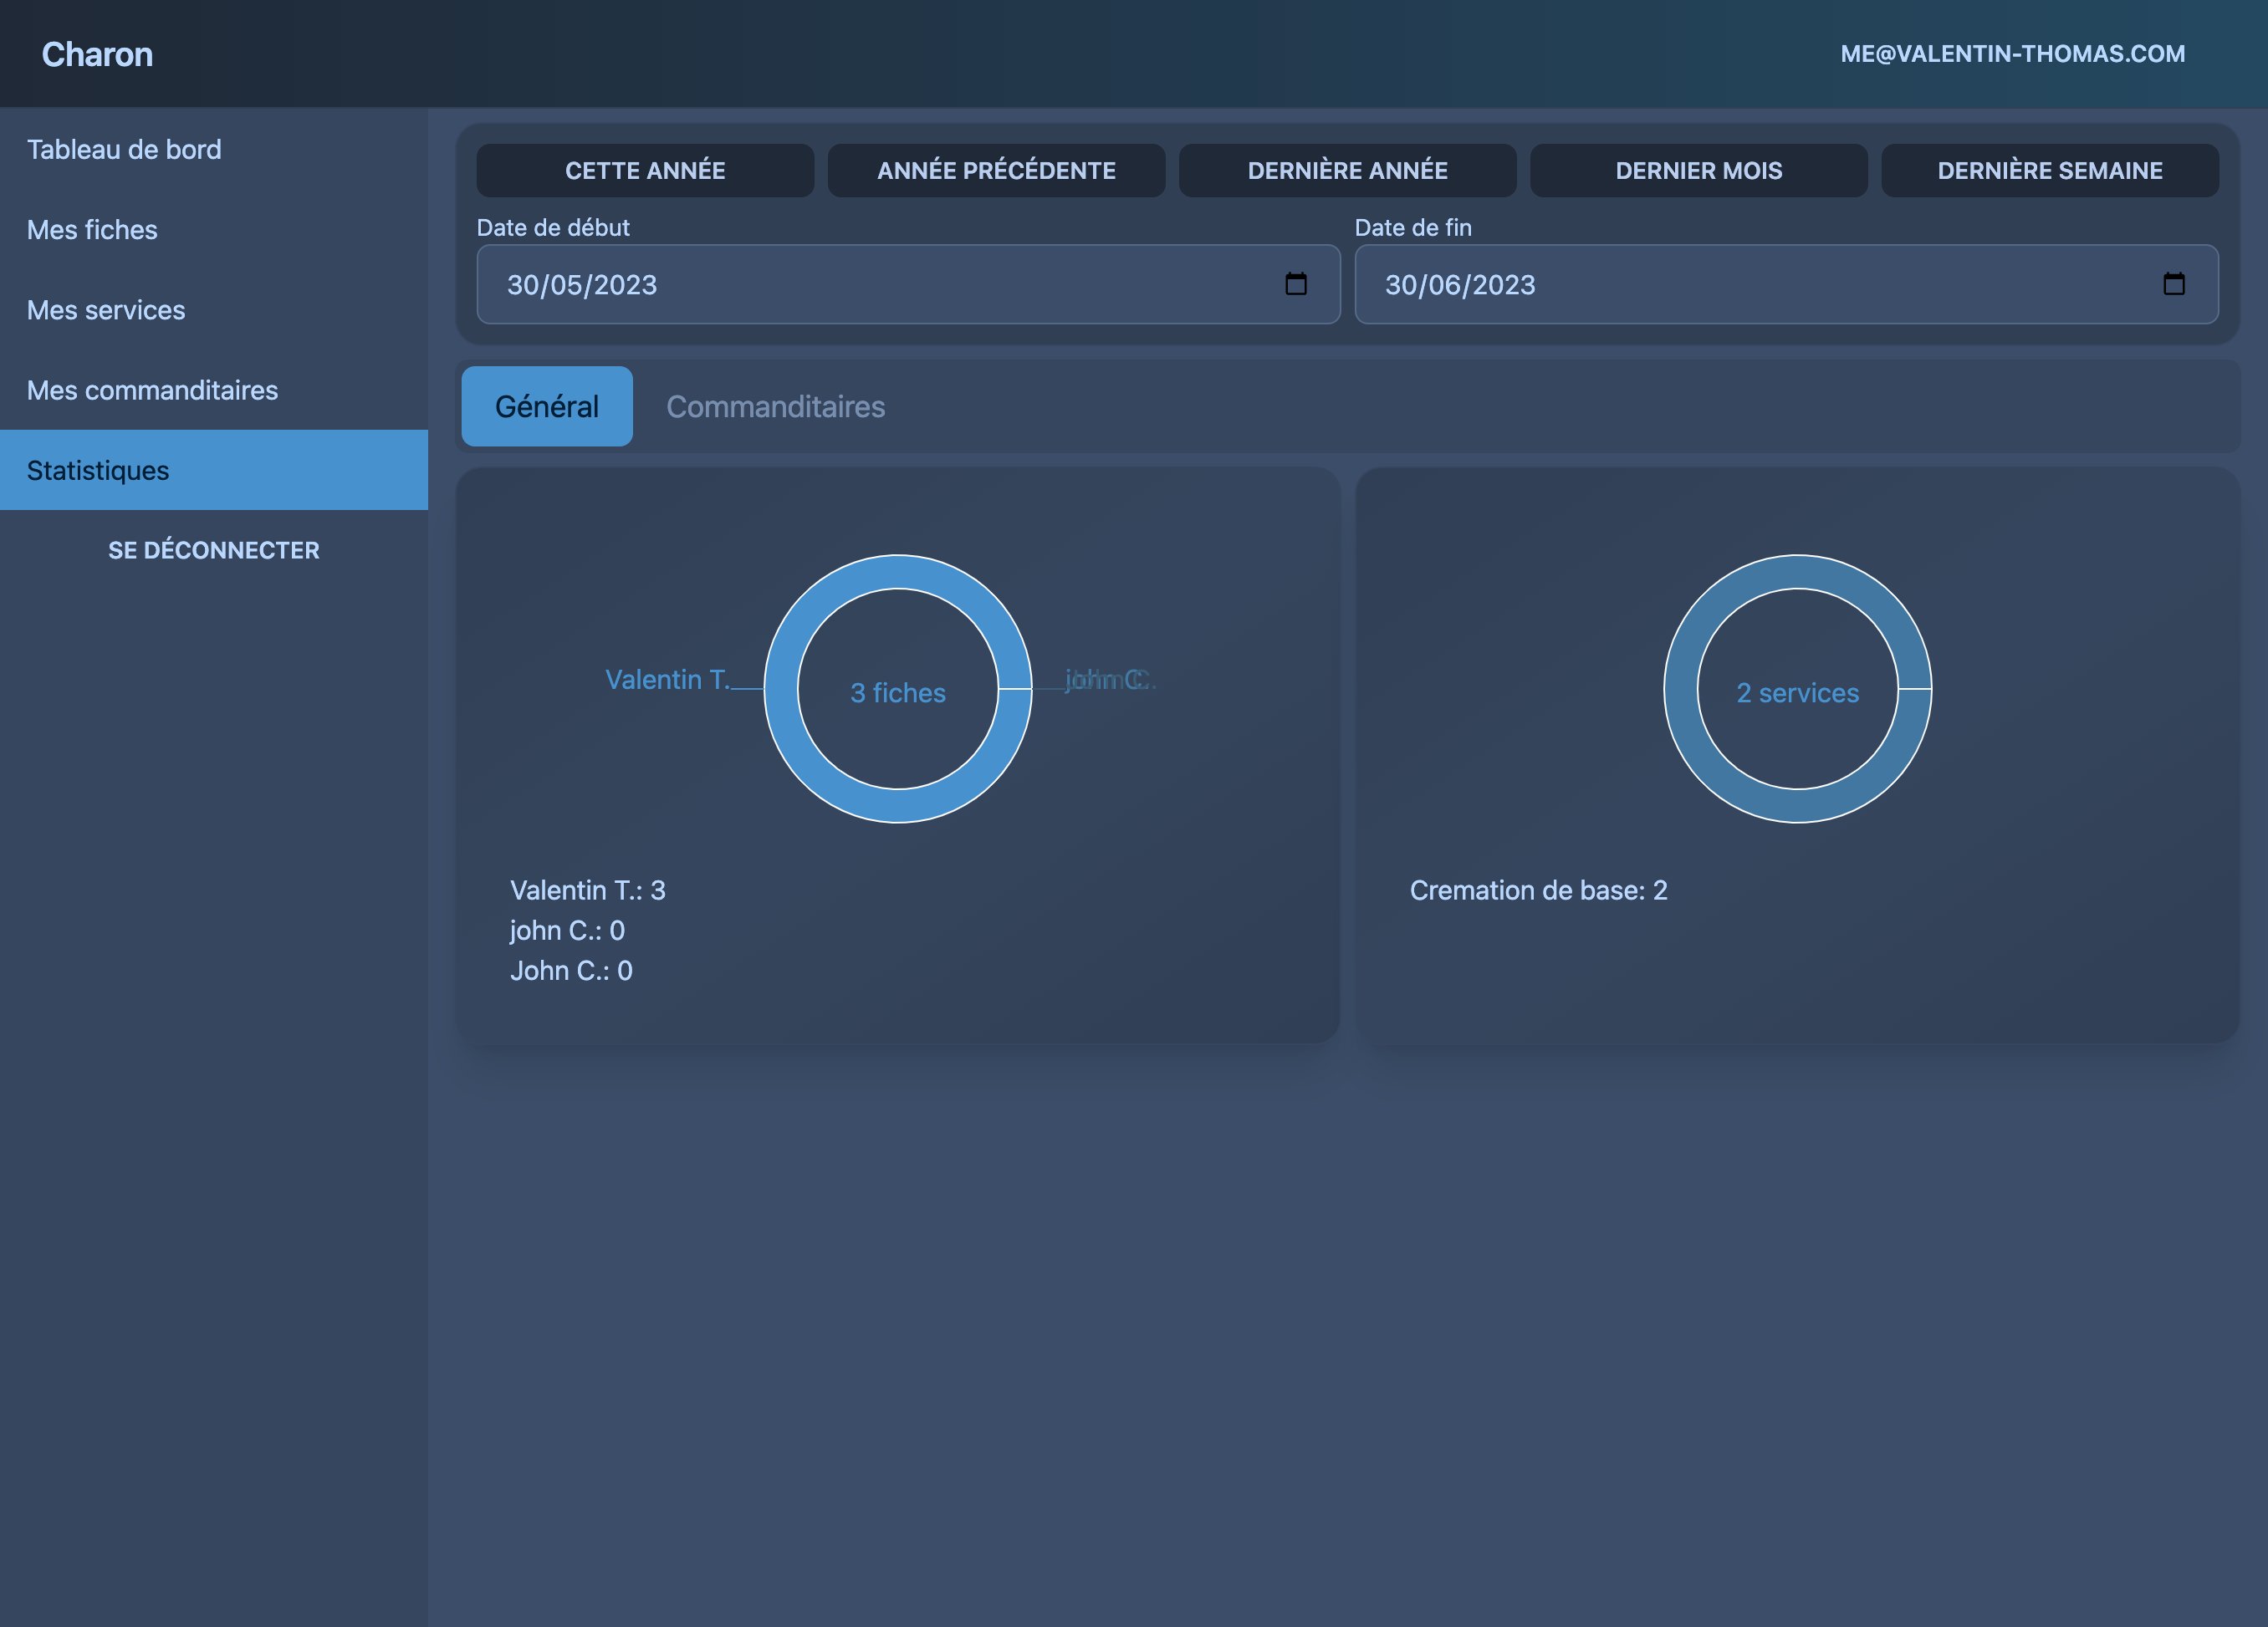 Charon
ME@VALENTIN-THOMAS.COM
Tableau de bord
Mes fiches
Mes services
Mes commanditaires
Statistiques
SE DÉCONNECTER
CETTE ANNÉE
ANNÉE PRÉCÉDENTE
DERNIÈRE ANNÉE
DERNIER MOIS
DERNIÈRE SEMAINE
Date de début
Date de fin
30/05/2023
30/06/2023
Général
Commanditaires
Valentin T.
3 fiches
2 services
Valentin T.: 3
john C.: 0
John C.: 0
Cremation de base: 2